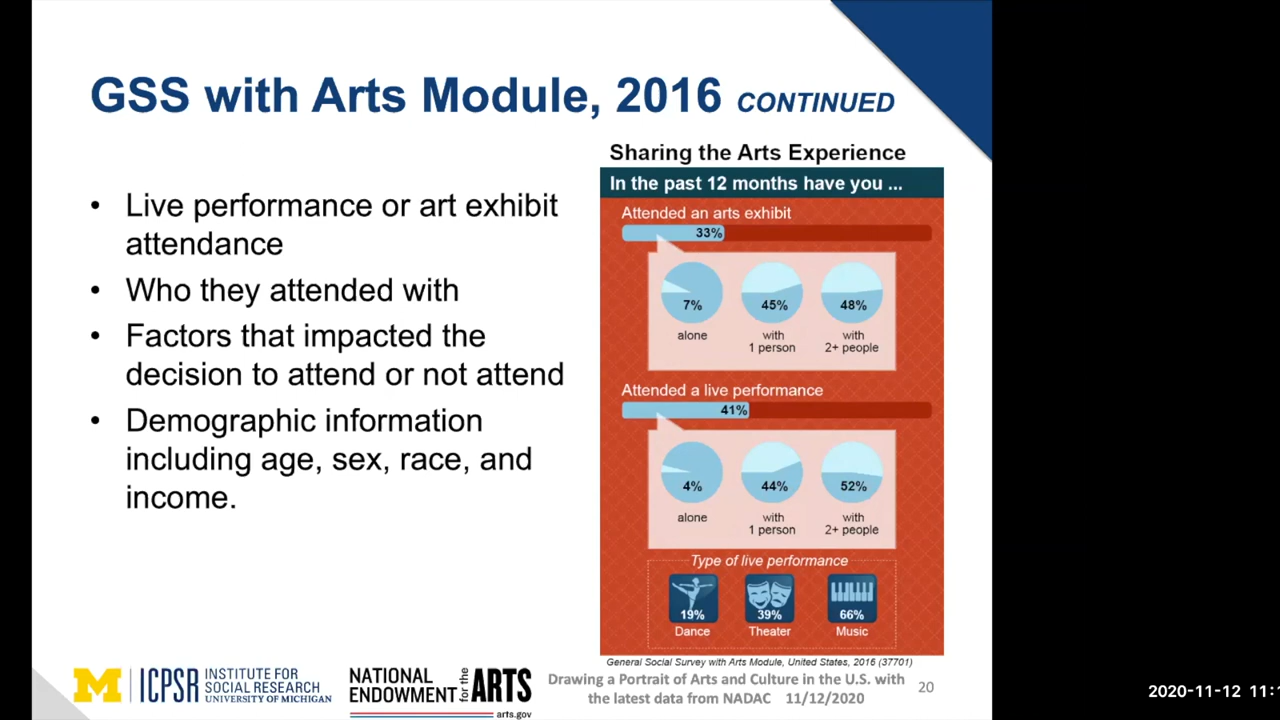 GSS with Arts Module, 2016 CONTINUED
• Live performance or art exhibit
attendance
• Who they attended with
• Factors that impacted the
decision to attend or not attend
• Demographic information
including age, sex, race, and
income.
Sharing the Arts Experience
In the past 12 months have you ...
Attended an arts exhibit
33%
7% 45% 48%
alone with with
1 person 2+ people
Attended a live performance
41%
4% 44% 52%
alone with with
1 person 2+ people
Type of live performance
19% 39% 66%
Dance Theater Music
General Social Survey with Arts Module, United States, 2016 (37701)
M ICPSR INSTITUTE FOR
SOCIAL RESEARCH
UNIVERSITY OF MICHIGAN
NATIONAL
ENDOWMENT for the ARTS
arts.gov
Drawing a Portrait of Arts and Culture in the U.S. with
the latest data from NADAC 11/12/2020
20
2020-11-12 11:1